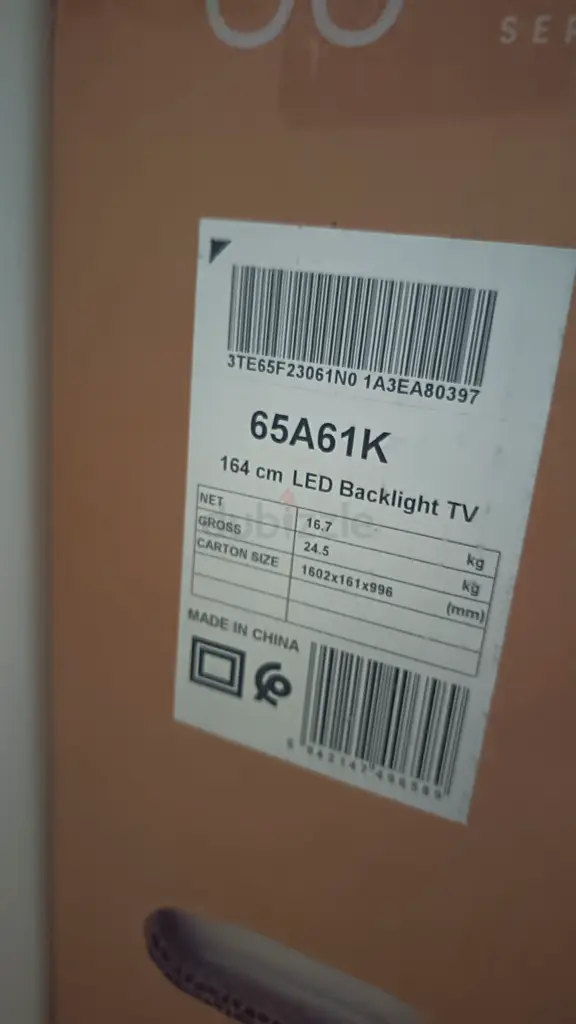 3TE65F23061N0 1A3EA80397
65A61K
164 cm LED Backlight TV
NET 16.7 kg
GROSS 24.5 kg
CARTON SIZE 1602x161x996 (mm)
dubizzle
MADE IN CHINA